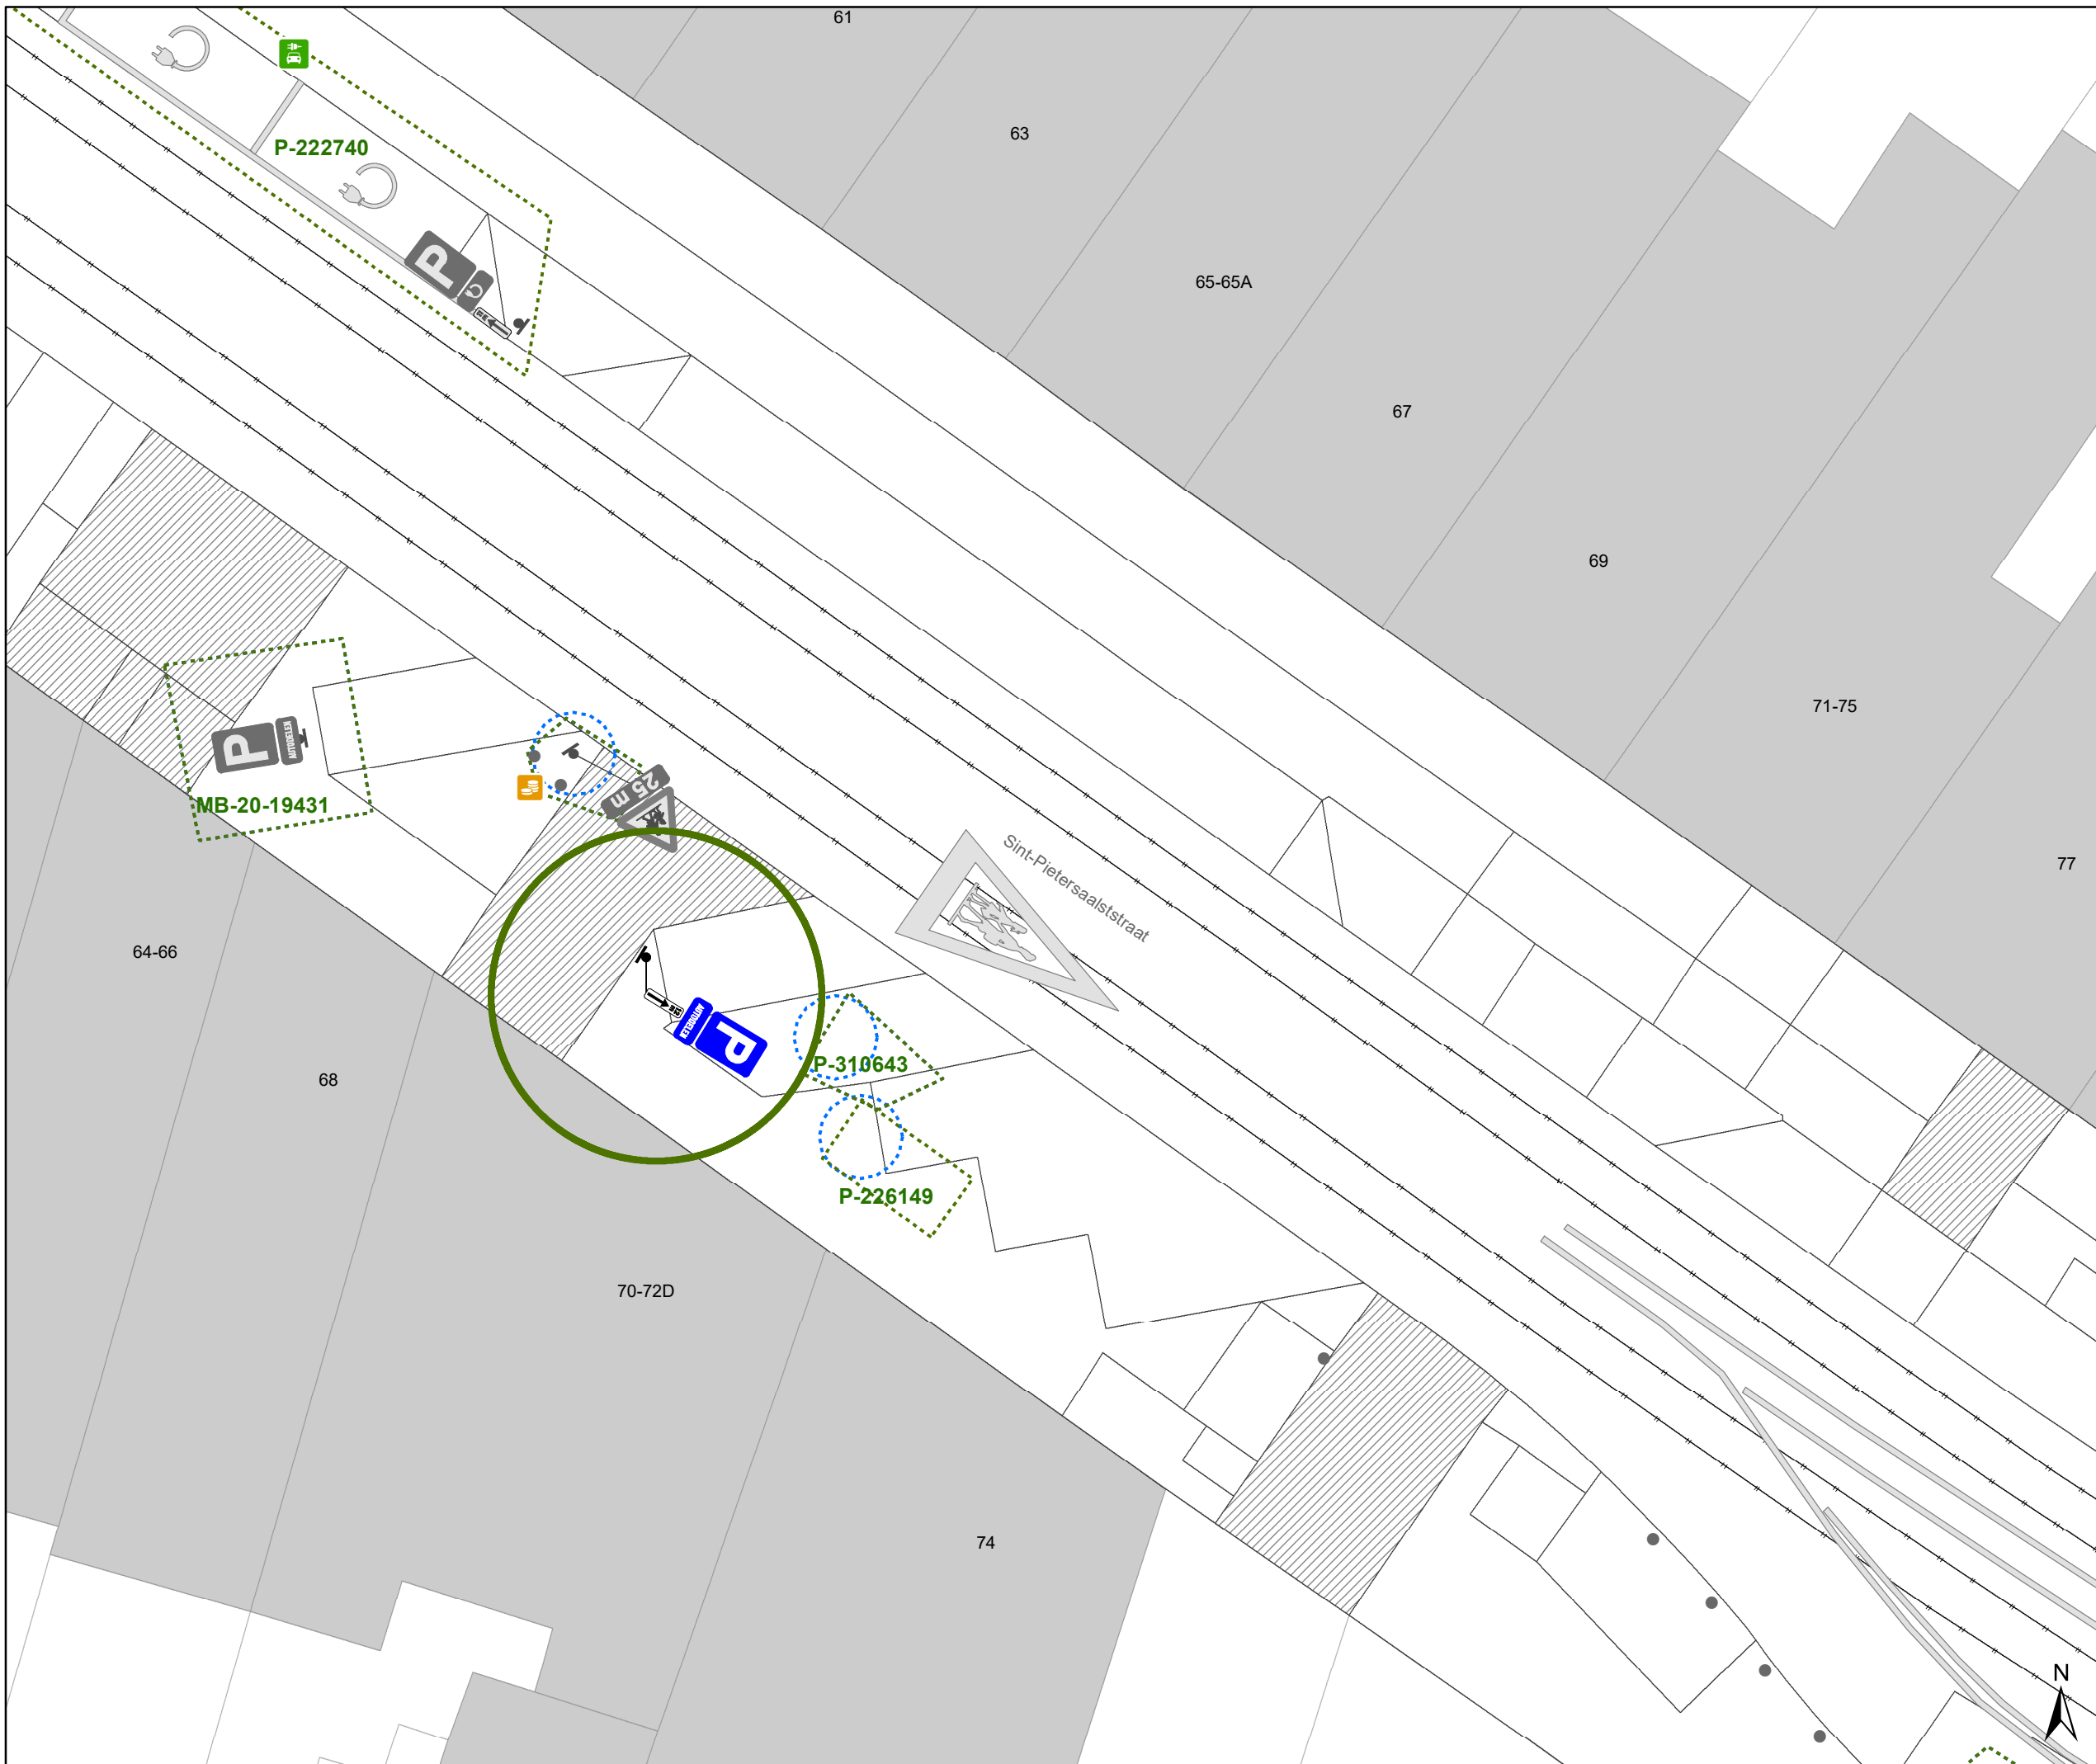 61
63
P-222740
P
65-65A
67
69
71-75
P
MB-20-19431
25 m
Sint-Pietersaalststraat
77
64-66
P
P-310643
68
P-226149
70-72D
74
N